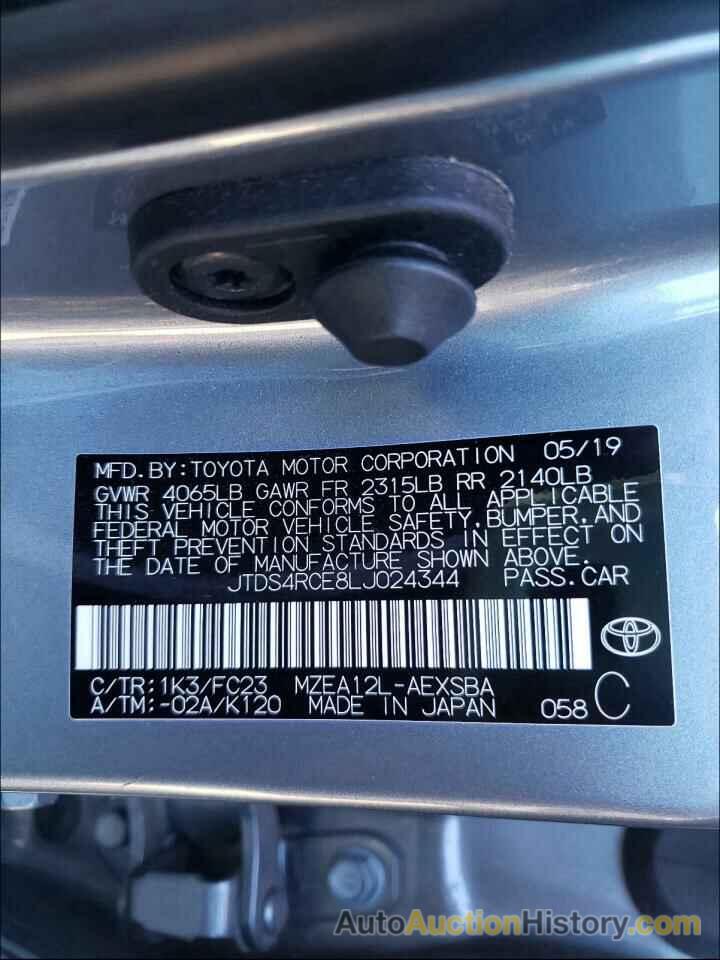 MFD. BY: TOYOTA MOTOR CORPORATION 05/19
GVWR 4065LB GAWR FR 2315LB RR 2140LB
THIS VEHICLE CONFORMS TO ALL APPLICABLE
FEDERAL MOTOR VEHICLE SAFETY, BUMPER, AND
THEFT PREVENTION STANDARDS IN EFFECT ON
THE DATE OF MANUFACTURE SHOWN ABOVE.
JTDS4RCE8LJ024344 PASS.CAR
C/TR: 1K3/FC23 MZEA12L-AEXSBA
A/TM: -02A/K120 MADE IN JAPAN 058 C
AutoAuctionHistory.com